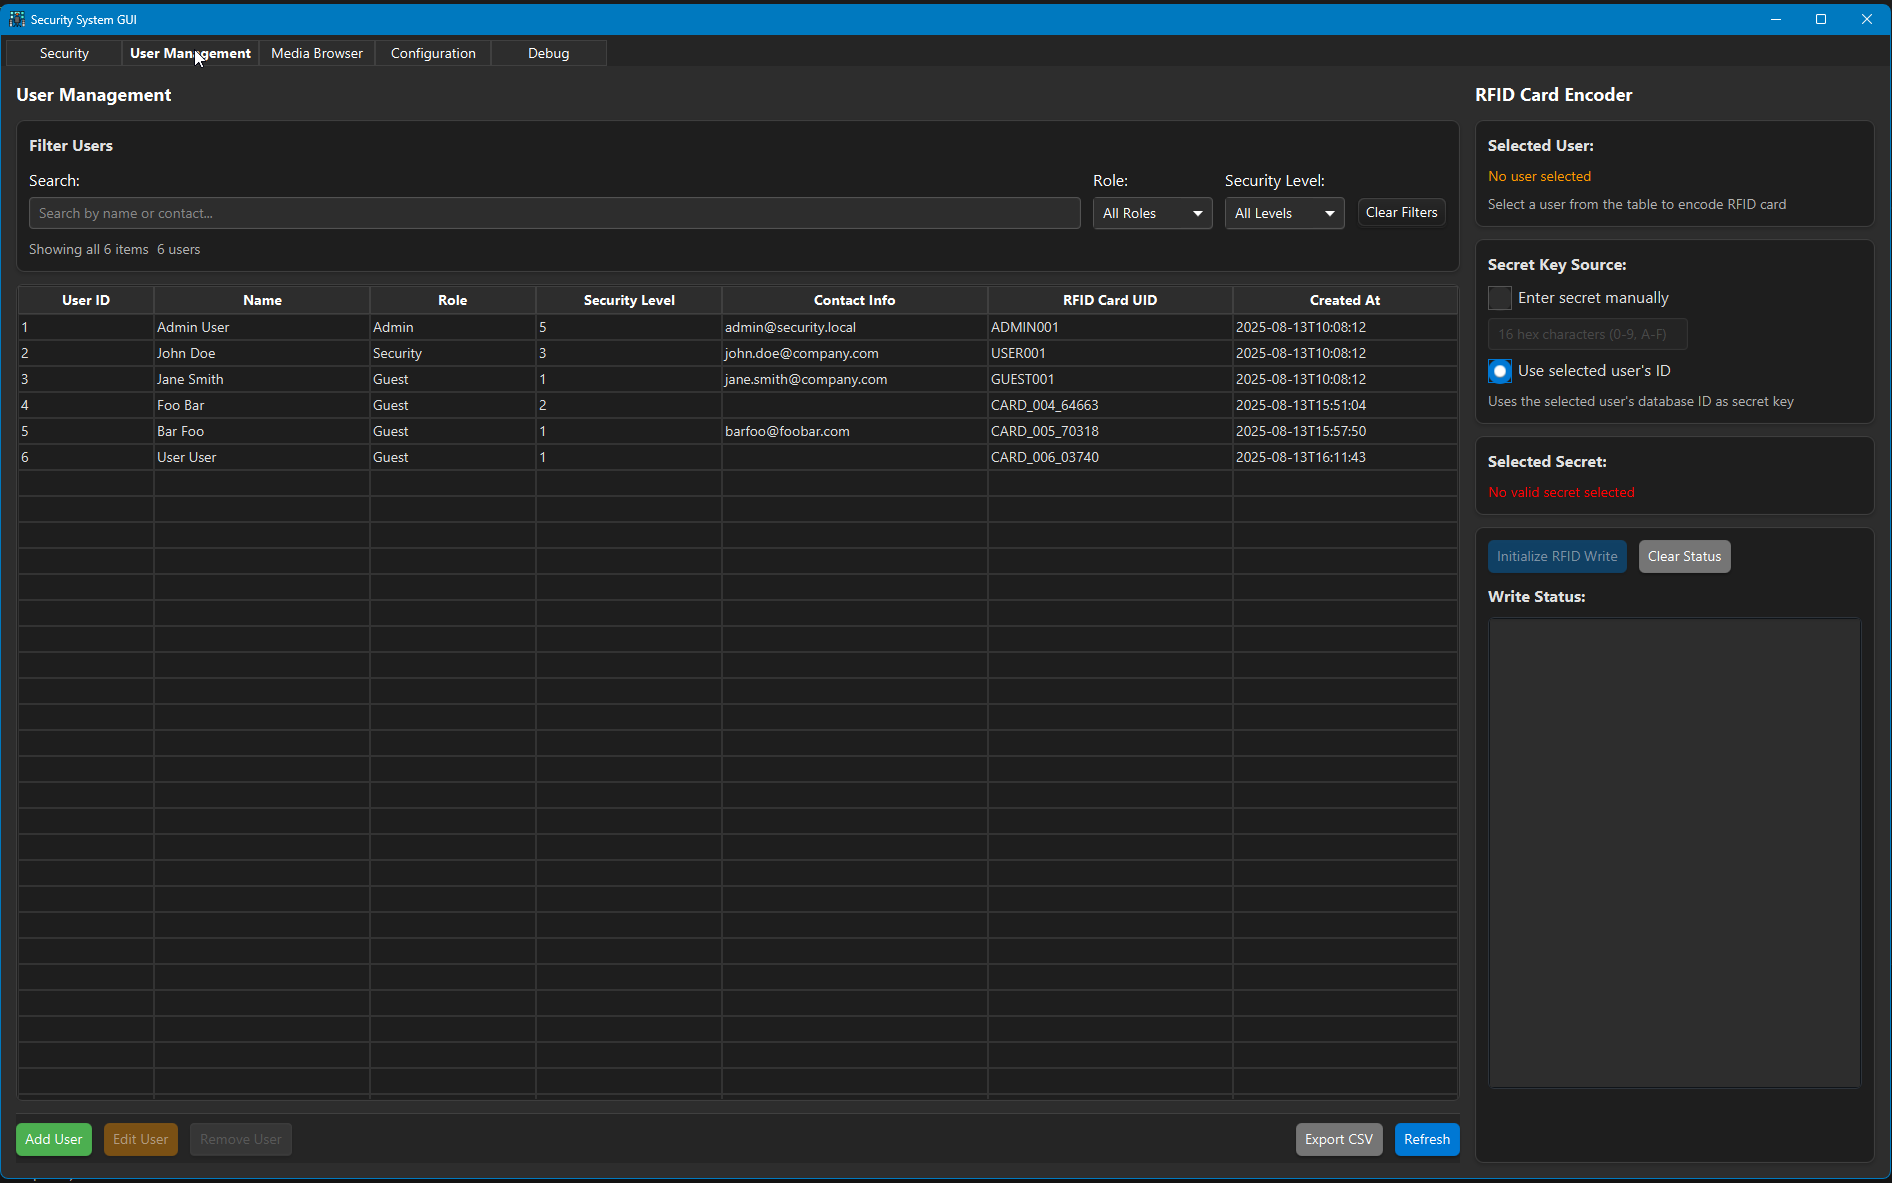 Security System GUI
Security User Management Media Browser Configuration Debug
User Management
Filter Users
Search: Role: Security Level:
Search by name or contact... All Roles All Levels Clear Filters
Showing all 6 items 6 users
User ID Name Role Security Level Contact Info RFID Card UID Created At
1 Admin User Admin 5 admin@security.local ADMIN001 2025-08-13T10:08:12
2 John Doe Security 3 john.doe@company.com USER001 2025-08-13T10:08:12
3 Jane Smith Guest 1 jane.smith@company.com GUEST001 2025-08-13T10:08:12
4 Foo Bar Guest 2 CARD_004_64663 2025-08-13T15:51:04
5 Bar Foo Guest 1 barfoo@foobar.com CARD_005_70318 2025-08-13T15:57:50
6 User User Guest 1 CARD_006_03740 2025-08-13T16:11:43
Add User Edit User Remove User Export CSV Refresh
RFID Card Encoder
Selected User:
No user selected
Select a user from the table to encode RFID card
Secret Key Source:
Enter secret manually
16 hex characters (0-9, A-F)
Use selected user's ID
Uses the selected user's database ID as secret key
Selected Secret:
No valid secret selected
Initialize RFID Write Clear Status
Write Status: